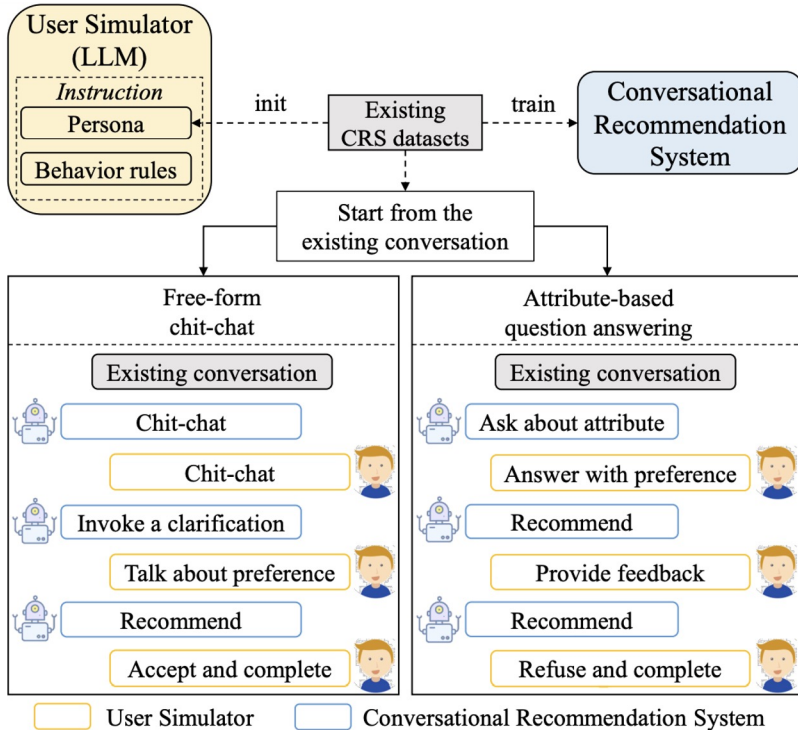 User Simulator
(LLM)
Instruction
Persona
Behavior rules
init
Existing
CRS datascts
train
Conversational
Recommendation
System
Start from the
existing conversation
Free-form
chit-chat
Existing conversation
Chit-chat
Chit-chat
Invoke a clarification
Talk about preference
Recommend
Accept and complete
Attribute-based
question answering
Existing conversation
Ask about attribute
Answer with preference
Recommend
Provide feedback
Recommend
Refuse and complete
User Simulator
Conversational Recommendation System